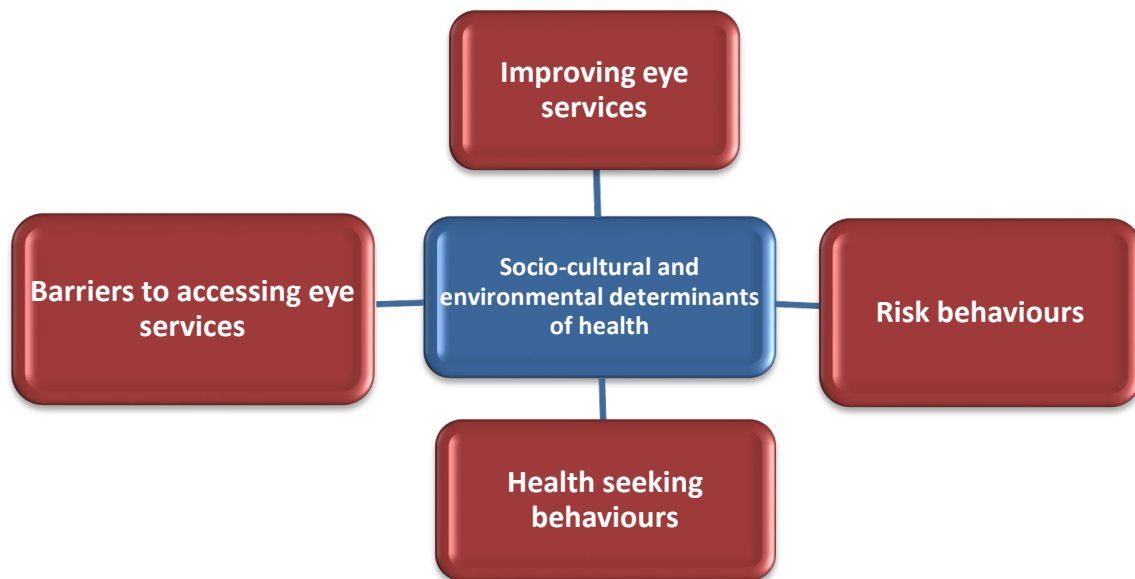 Improving eye
services
Barriers to accessing eye
services
Socio-cultural and
environmental determinants
of health
Risk behaviours
Health seeking
behaviours